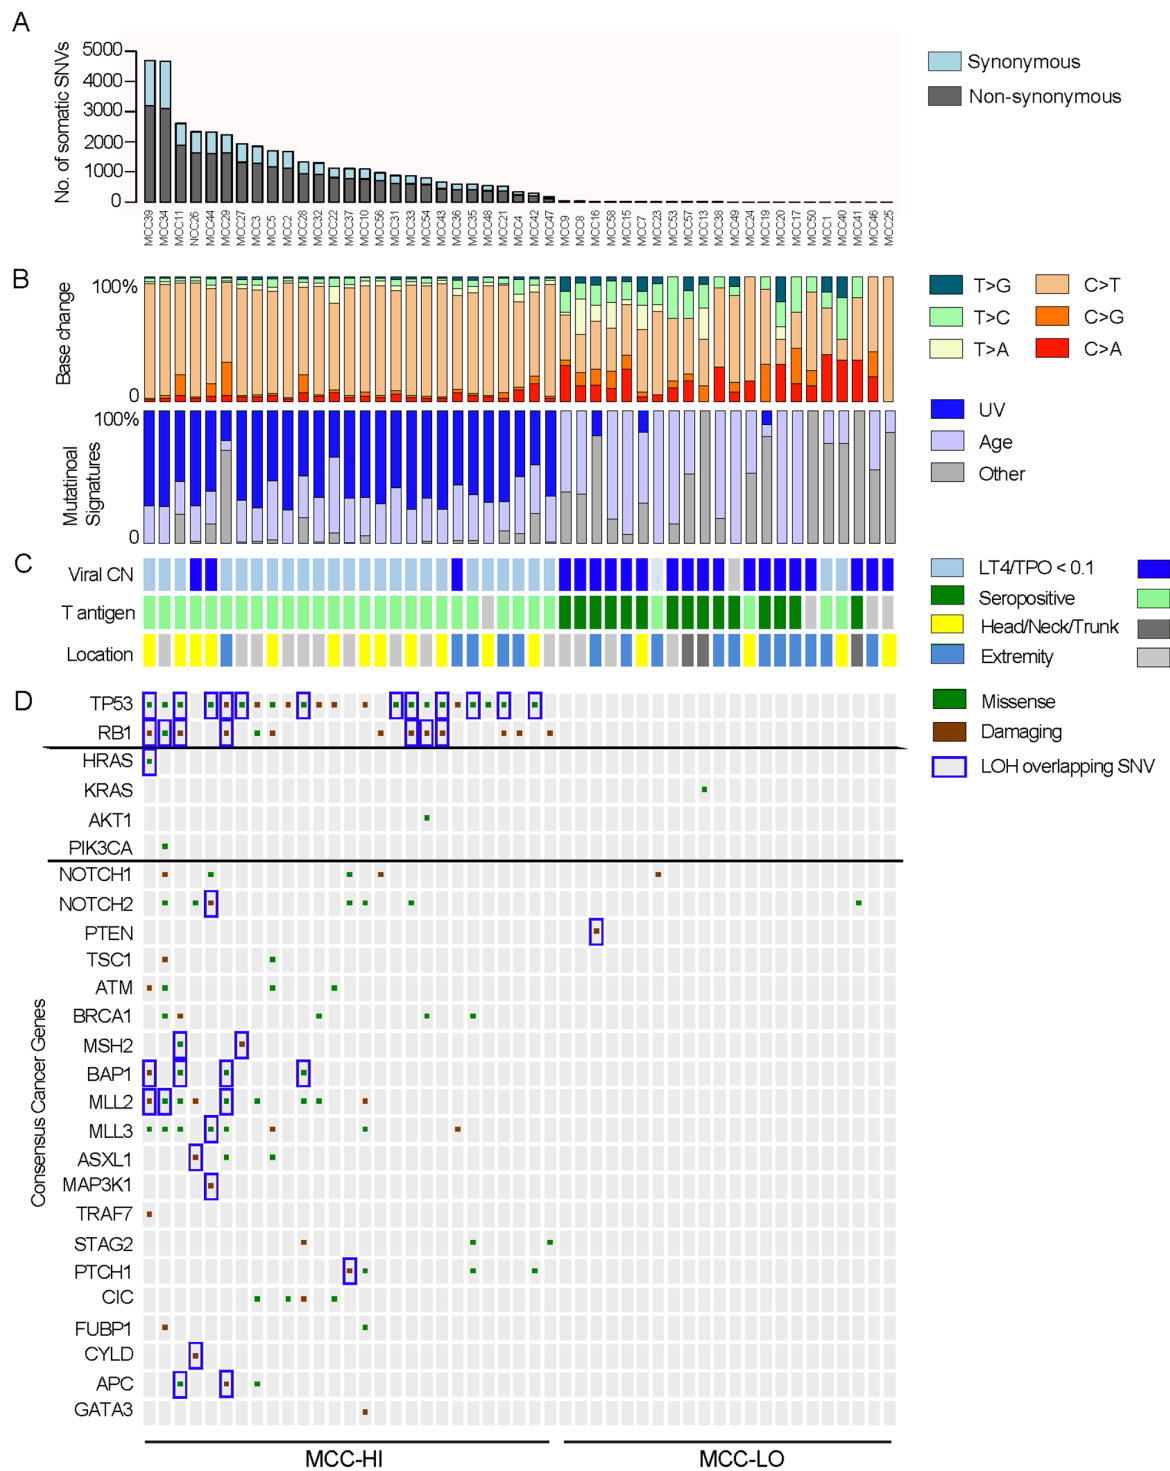 A
No. of somatic SNVs
5000
4000
3000
2000
1000
0
Synonymous
Non-synonymous
MCC39
MCC34
MCC11
NCC26
MCC44
MCC29
MCC27
MCC3
MCC5
MCC2
MCC28
MCC32
MCC22
MCC37
MCC10
MCC56
MCC31
MCC33
MCC54
MCC43
MCC36
MCC35
MCC48
MCC21
MCC4
MCC42
MCC47
MCC9
MCC8
MCC16
MCC58
MCC15
MCC7
MCC23
MCC53
MCC57
MCC13
MCC38
MCC49
MCC24
MCC19
MCC20
MCC17
MCC50
MCC1
MCC40
MCC41
MCC46
MCC25
B
Base change
100%
0
T>G
C>T
T>C
C>G
T>A
C>A
Mutatinoal
Signatures
100%
0
UV
Age
Other
C
Viral CN
T antigen
Location
LT4/TPO < 0.1
Seropositive
Head/Neck/Trunk
Extremity
D
TP53
RB1
HRAS
KRAS
AKT1
PIK3CA
Missense
Damaging
LOH overlapping SNV
Consensus Cancer Genes
NOTCH1
NOTCH2
PTEN
TSC1
ATM
BRCA1
MSH2
BAP1
MLL2
MLL3
ASXL1
MAP3K1
TRAF7
STAG2
PTCH1
CIC
FUBP1
CYLD
APC
GATA3
MCC-HI
MCC-LO